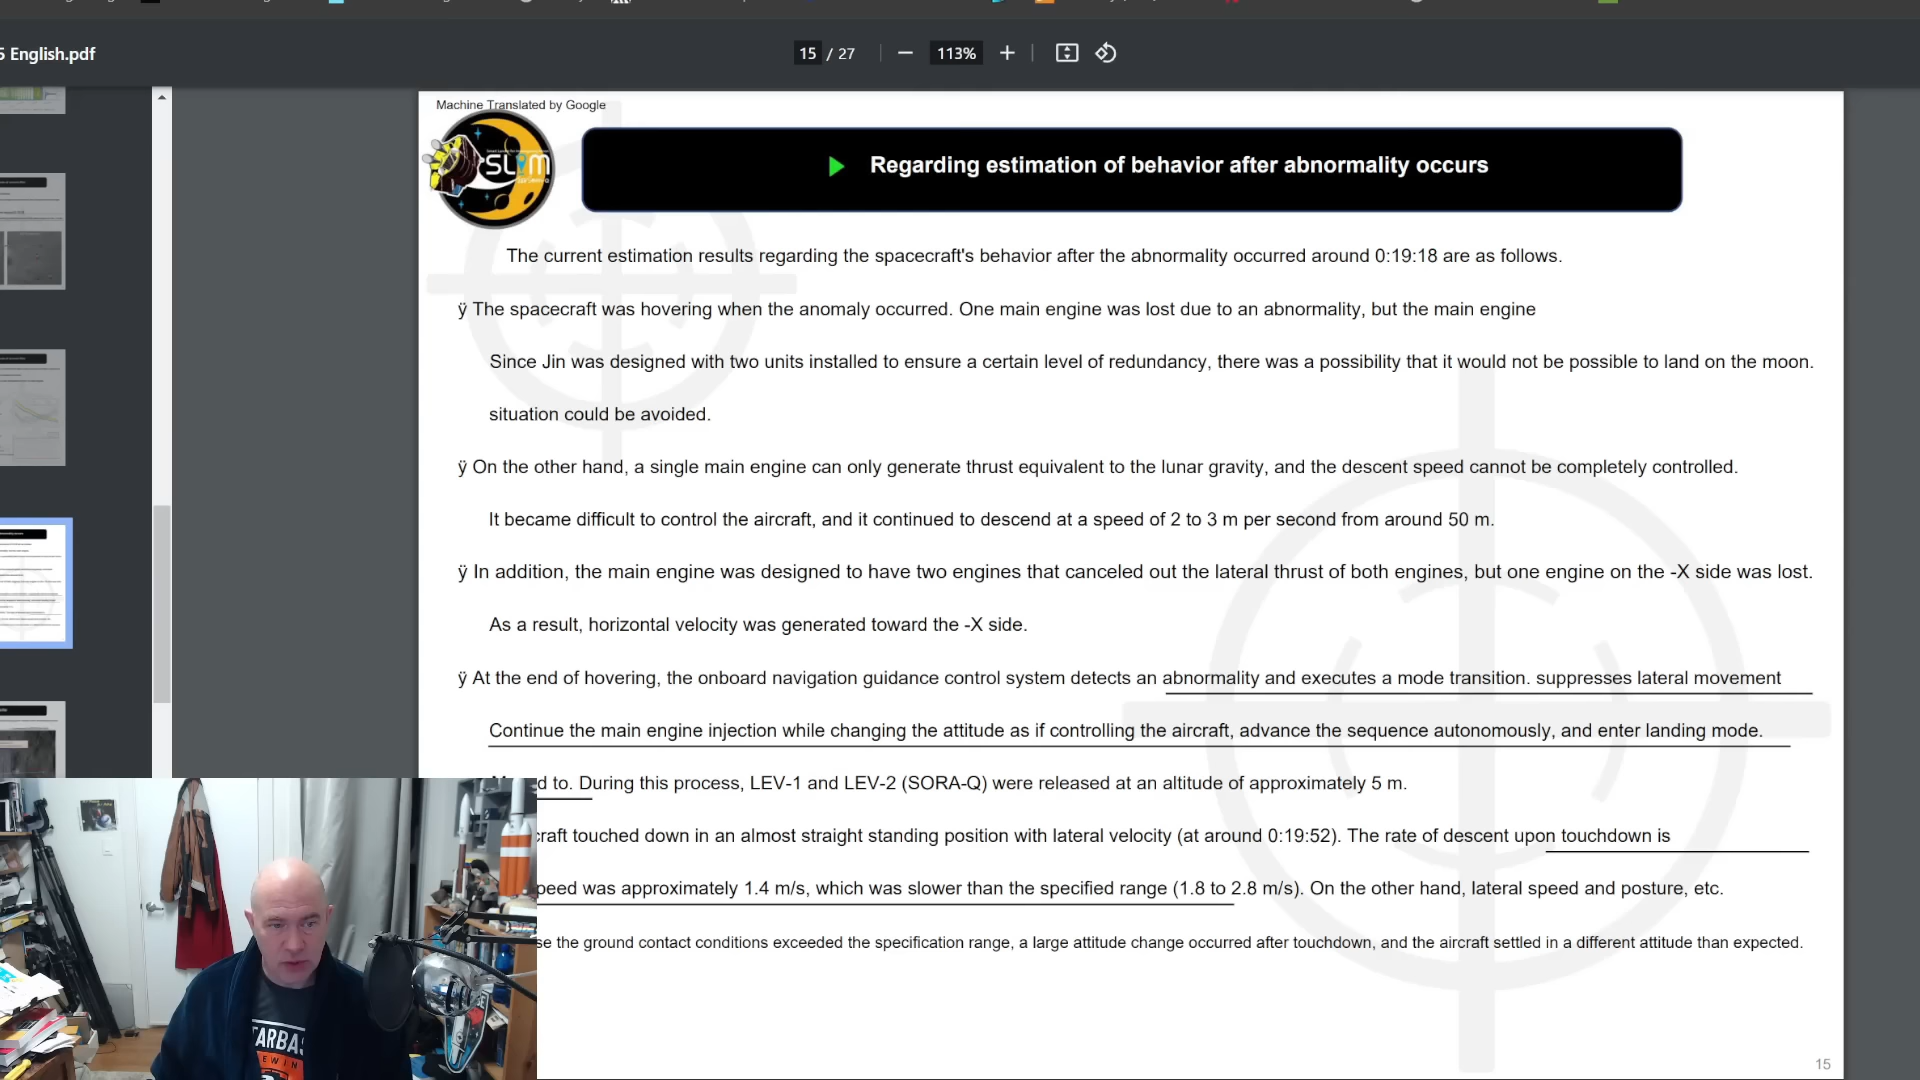 5 English.pdf
15 / 27
113%
Machine Translated by Google
SLIM
Regarding estimation of behavior after abnormality occurs
The current estimation results regarding the spacecraft's behavior after the abnormality occurred around 0:19:18 are as follows.
ÿ The spacecraft was hovering when the anomaly occurred. One main engine was lost due to an abnormality, but the main engine
Since Jin was designed with two units installed to ensure a certain level of redundancy, there was a possibility that it would not be possible to land on the moon.
situation could be avoided.
ÿ On the other hand, a single main engine can only generate thrust equivalent to the lunar gravity, and the descent speed cannot be completely controlled.
It became difficult to control the aircraft, and it continued to descend at a speed of 2 to 3 m per second from around 50 m.
ÿ In addition, the main engine was designed to have two engines that canceled out the lateral thrust of both engines, but one engine on the -X side was lost.
As a result, horizontal velocity was generated toward the -X side.
ÿ At the end of hovering, the onboard navigation guidance control system detects an abnormality and executes a mode transition. suppresses lateral movement
Continue the main engine injection while changing the attitude as if controlling the aircraft, advance the sequence autonomously, and enter landing mode.
d to. During this process, LEV-1 and LEV-2 (SORA-Q) were released at an altitude of approximately 5 m.
craft touched down in an almost straight standing position with lateral velocity (at around 0:19:52). The rate of descent upon touchdown is
peed was approximately 1.4 m/s, which was slower than the specified range (1.8 to 2.8 m/s). On the other hand, lateral speed and posture, etc.
se the ground contact conditions exceeded the specification range, a large attitude change occurred after touchdown, and the aircraft settled in a different attitude than expected.
TARBAS
EWIN
15